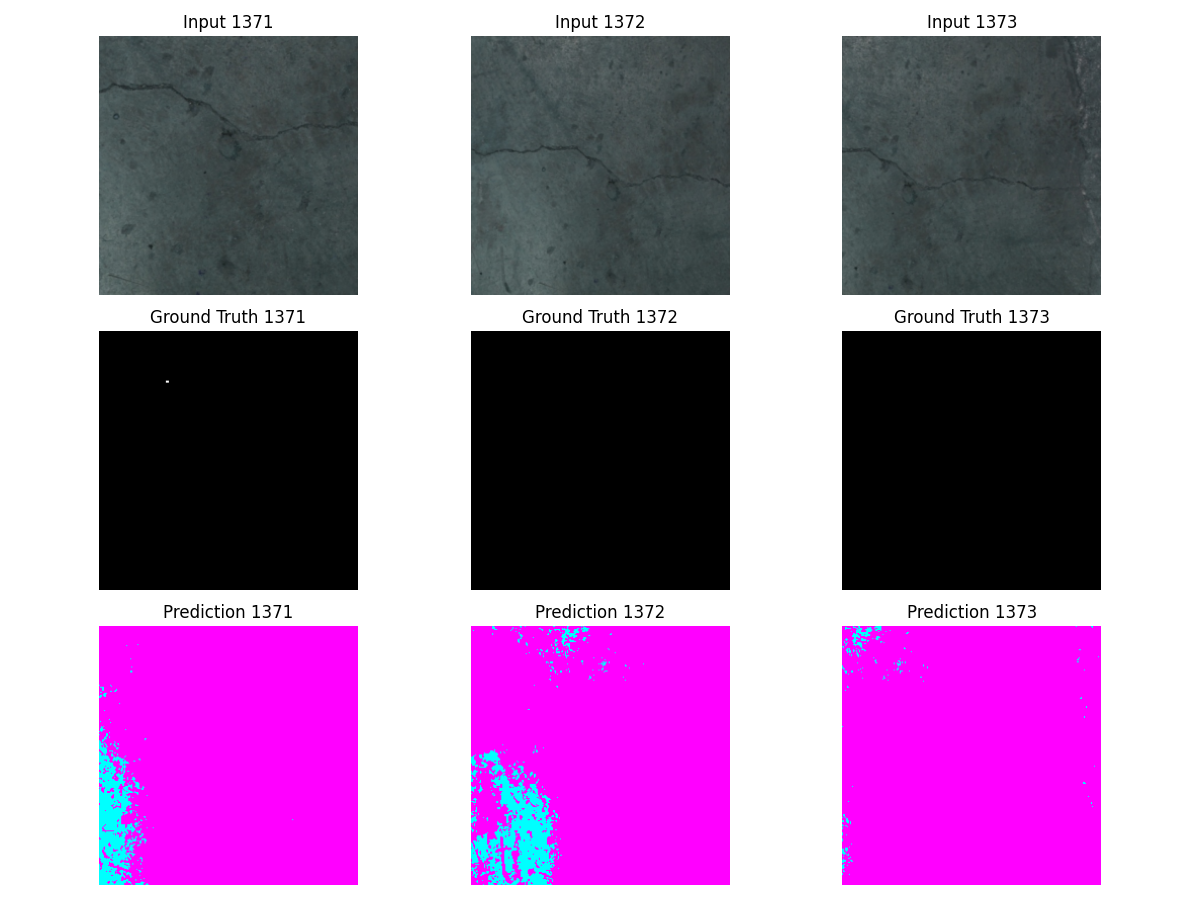 Input 1371
Input 1372
Input 1373
Ground Truth 1371
Ground Truth 1372
Ground Truth 1373
Prediction 1371
Prediction 1372
Prediction 1373